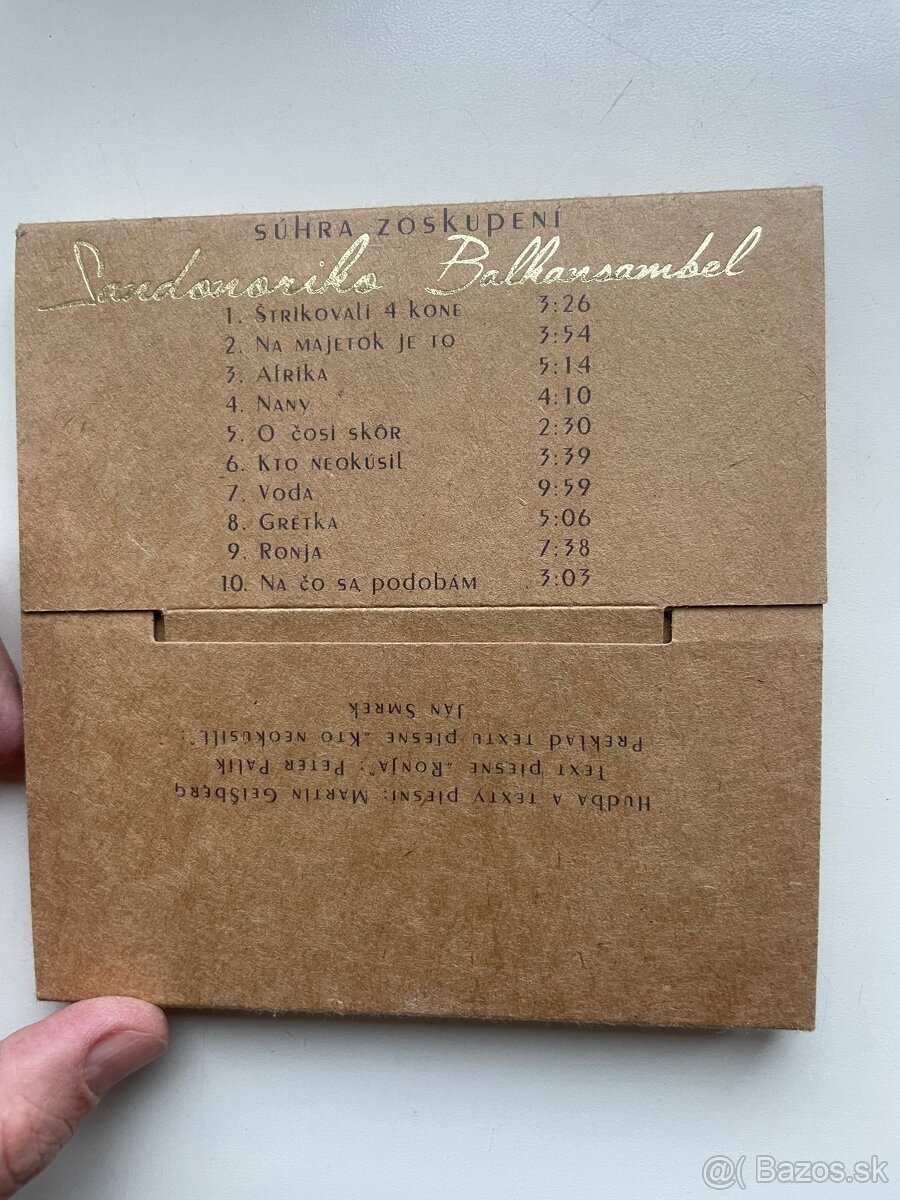 SÚHRA ZOSKUPENÍ
Sandonoriko Balkansambel
1. Štrikovali 4 kone 3:26
2. Na majetok je to 3:54
3. Afrika 5:14
4. Nany 4:10
5. O čosi skôr 2:30
6. Kto neokúsil 3:39
7. Voda 9:59
8. Grétka 5:06
9. Ronja 7:38
10. Na čo sa podobám 3:03
Hudba a texty piesní: Martin Geišberg
Text piesne „Ronja“: Peter Palik
Preklad textu piesne „Kto neokúsil“:
Ján Smrek
@( Bazos.sk